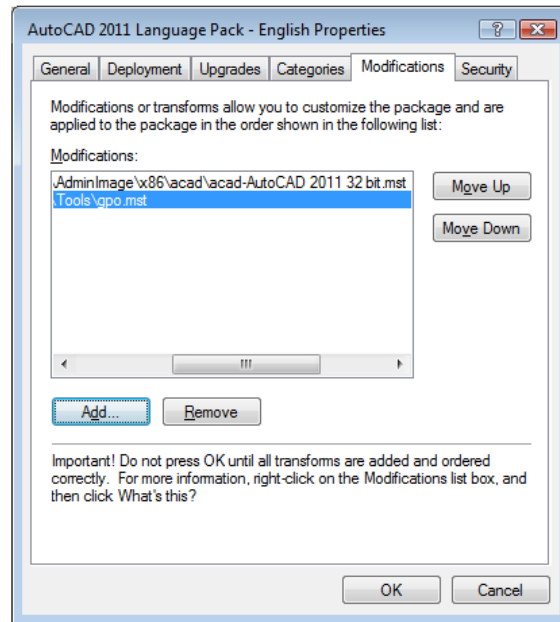 AutoCAD 2011 Language Pack - English Properties
General Deployment Upgrades Categories Modifications Security
Modifications or transforms allow you to customize the package and are
applied to the package in the order shown in the following list:
Modifications:
\AdminImage\x86\acad\acad-AutoCAD 2011 32 bit.mst
\Tools\gpo.mst
Move Up
Move Down
Add...
Remove
Important! Do not press OK until all transforms are added and ordered
correctly. For more information, right-click on the Modifications list box, and
then click What's this?
OK
Cancel